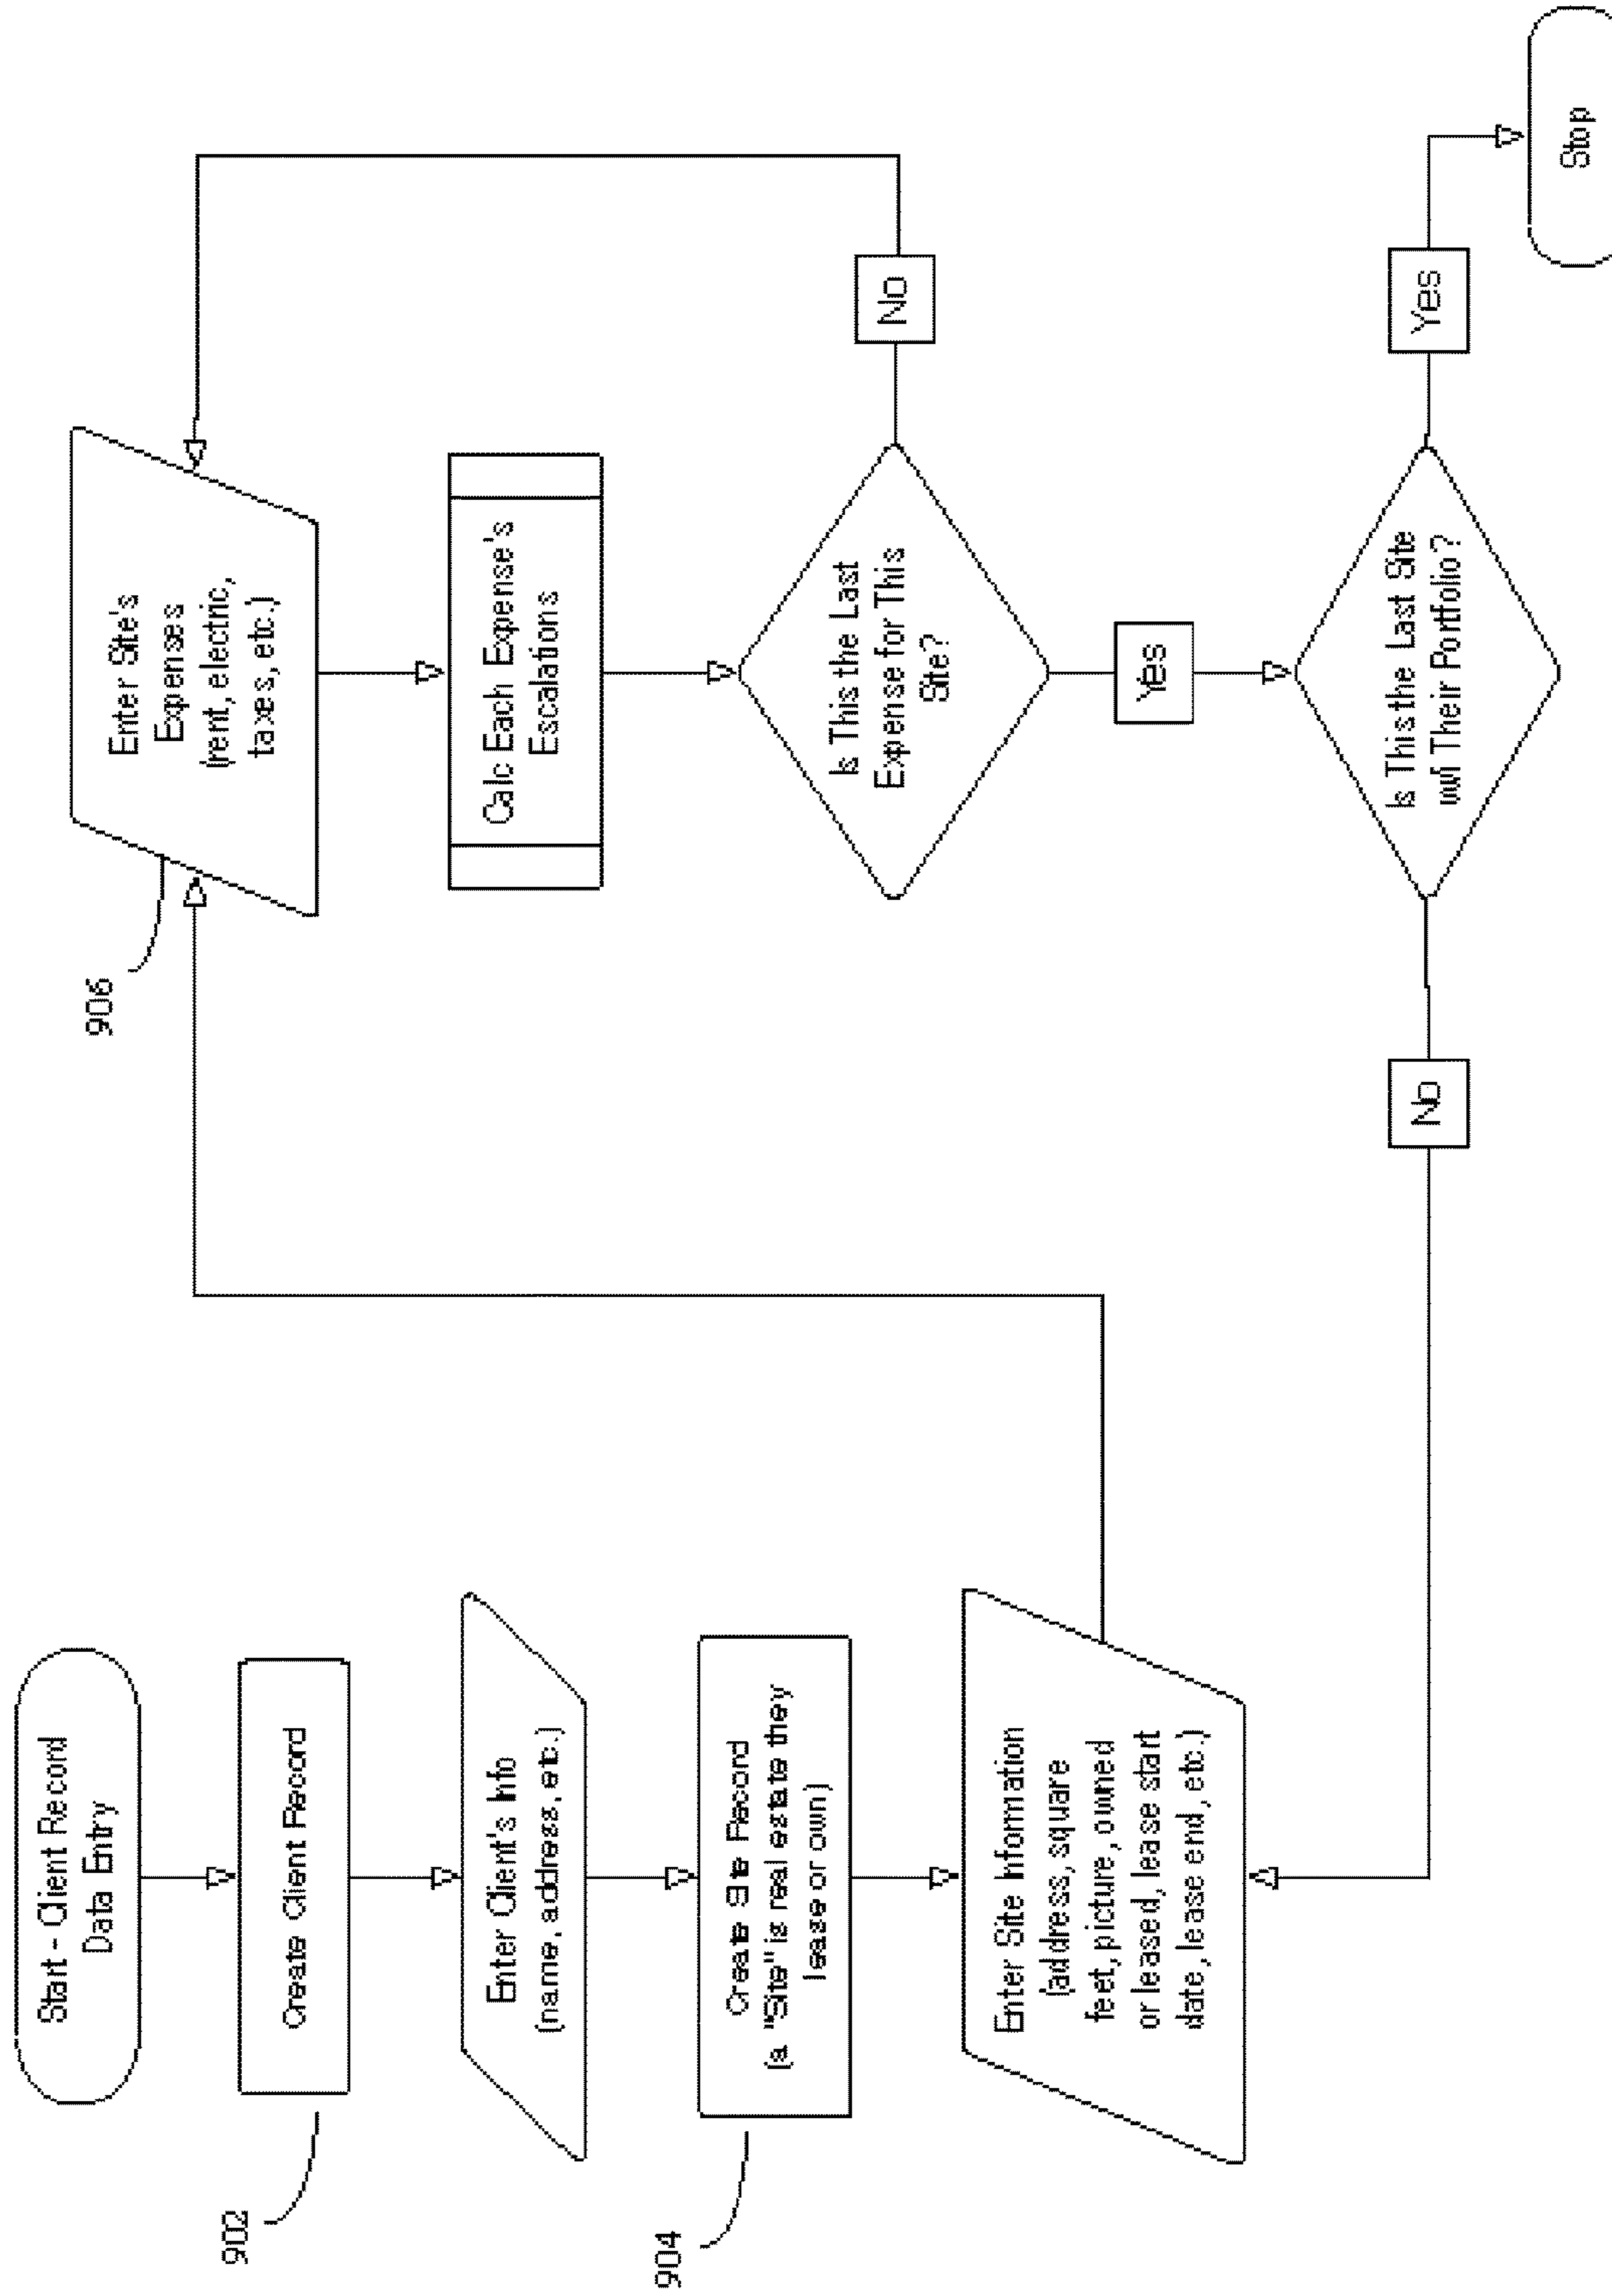 Start - Client Record
Data Entry
902
Create Client Record
Enter Client's Info
(name, address, etc.)
904
Create Site Record
(a "Site" is real estate they
lease or own)
Enter Site Information
(address, square
feet, picture, owned
or leased, lease start
date, lease end, etc.)
906
Enter Site's
Expenses
(rent, electric,
taxes, etc.)
Calc Each Expense's
Escalations
Is This the Last
Expense for This
Site?
No
Yes
Is This the Last Site
w/i Their Portfolio?
No
Yes
Stop